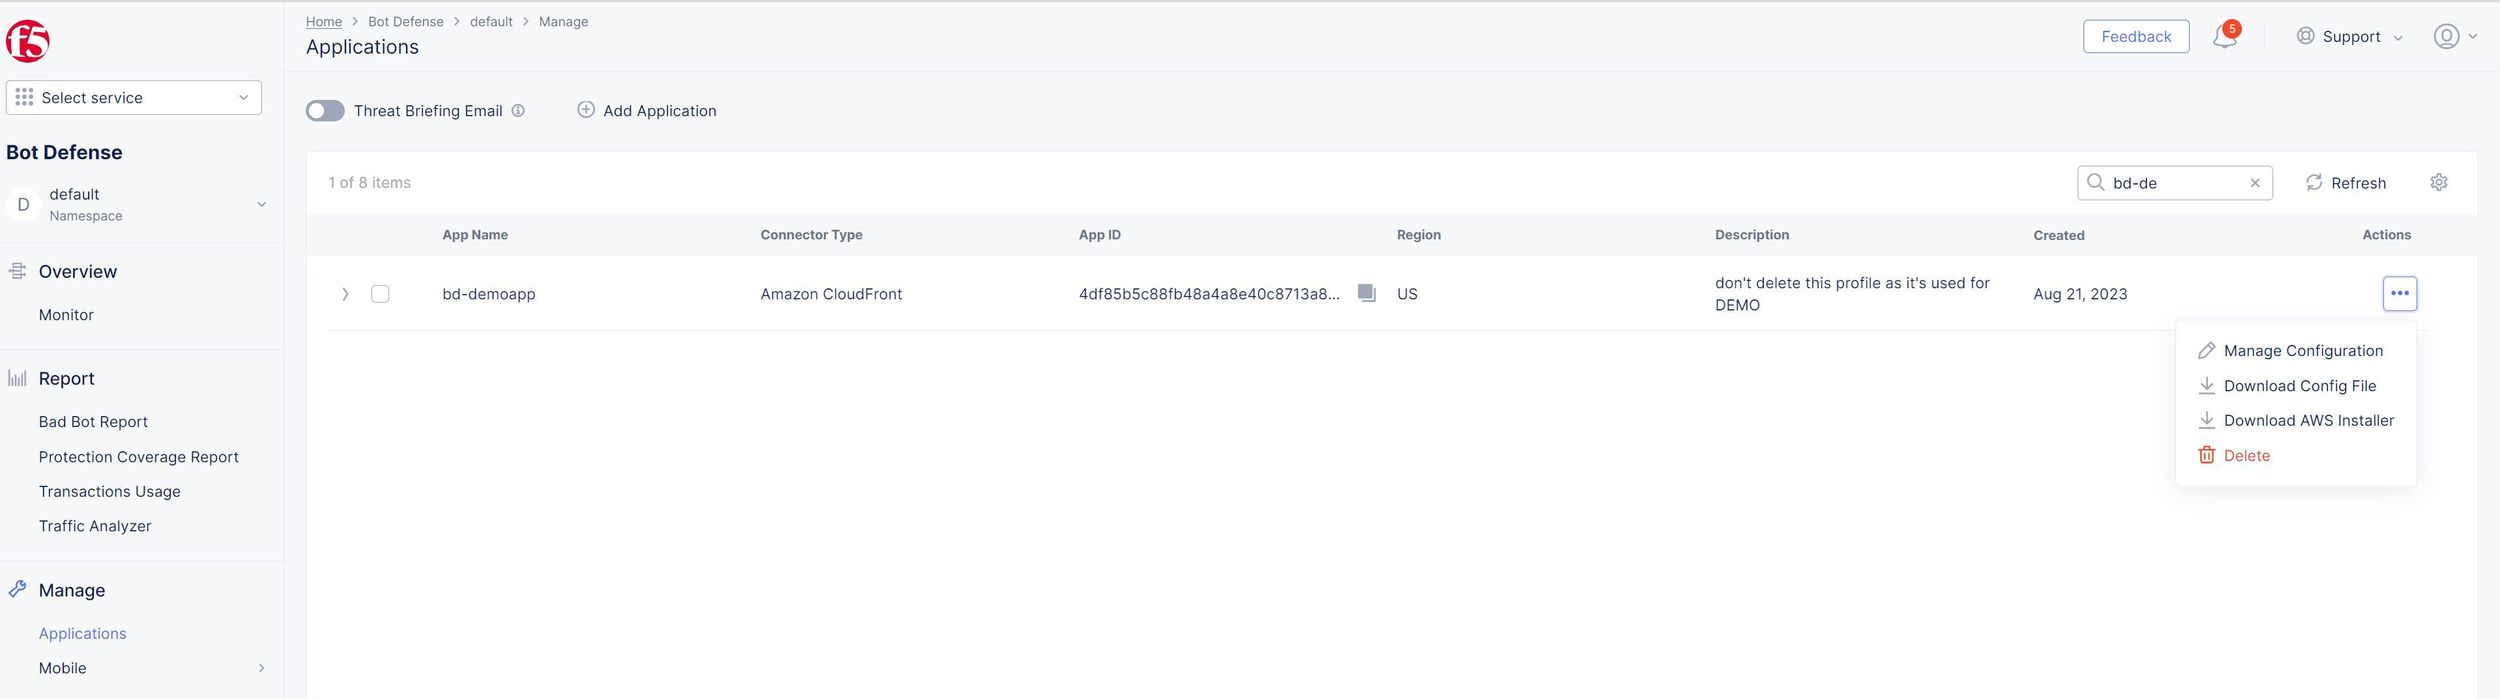 Home > Bot Defense > default > Manage
Applications
Feedback
5
Support
f5
Select service
Bot Defense
D
default
Namespace
Overview
Monitor
Report
Bad Bot Report
Protection Coverage Report
Transactions Usage
Traffic Analyzer
Manage
Applications
Mobile
Threat Briefing Email
Add Application
1 of 8 items
bd-de
Refresh
App Name Connector Type App ID Region Description Created Actions
bd-demoapp Amazon CloudFront 4df85b5c88fb48a4a8e40c8713a8... US
don't delete this profile as it's used for
DEMO
Aug 21, 2023
Manage Configuration
Download Config File
Download AWS Installer
Delete